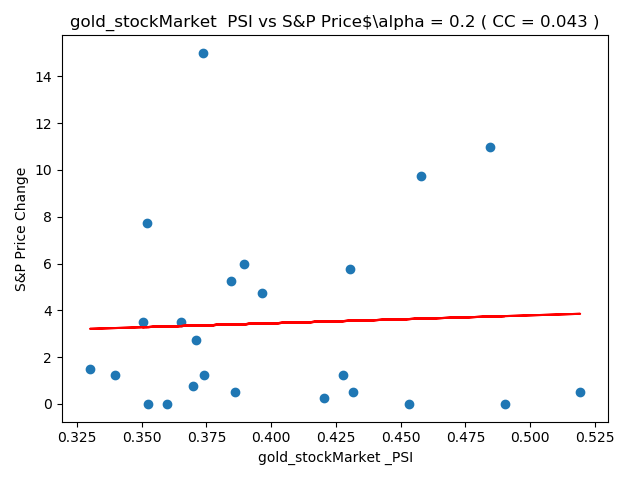 gold_stockMarket  PSI vs S&P Price$\alpha = 0.2 ( CC = 0.043 )
S&P Price Change
14
12
10
8
6
4
2
0
0.325 0.350 0.375 0.400 0.425 0.450 0.475 0.500 0.525
gold_stockMarket _PSI